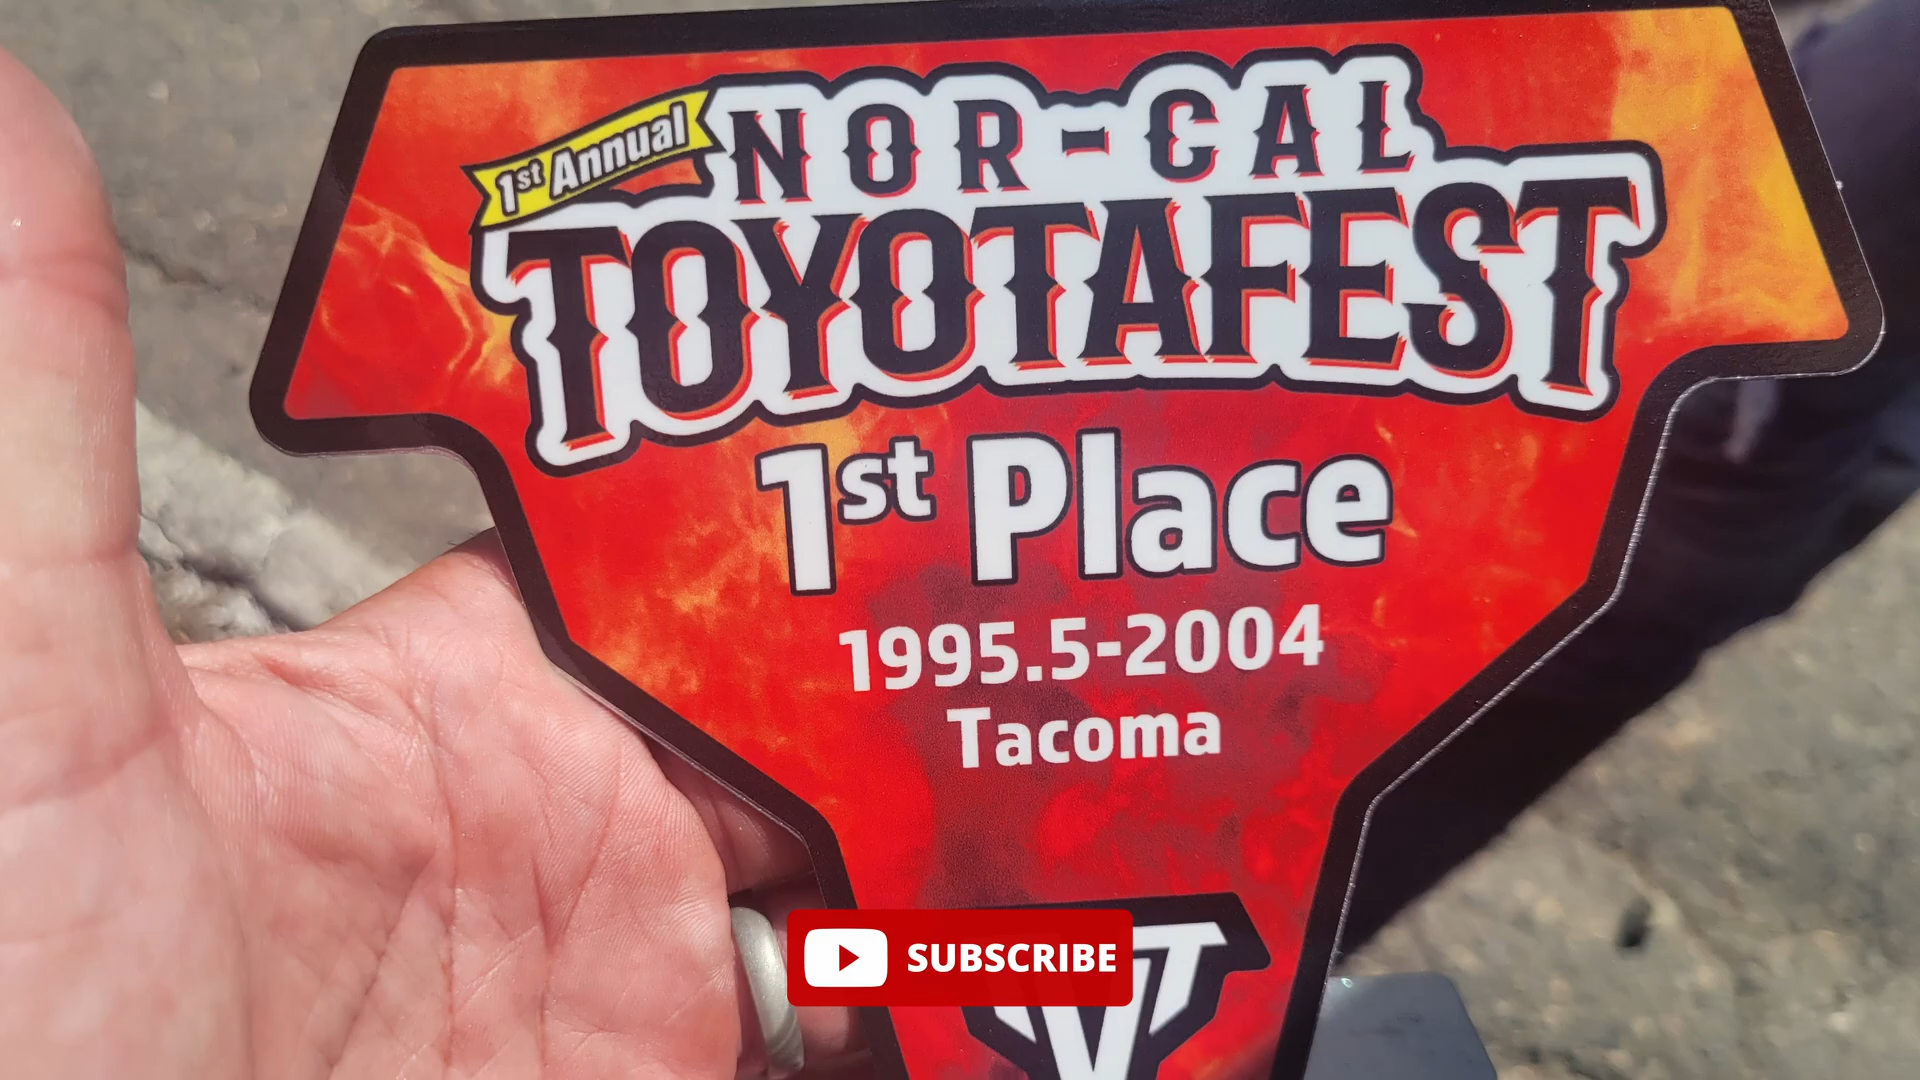 1st Annual
NOR-CAL
TOYOTAFEST
1st Place
1995.5-2004
Tacoma
SUBSCRIBE